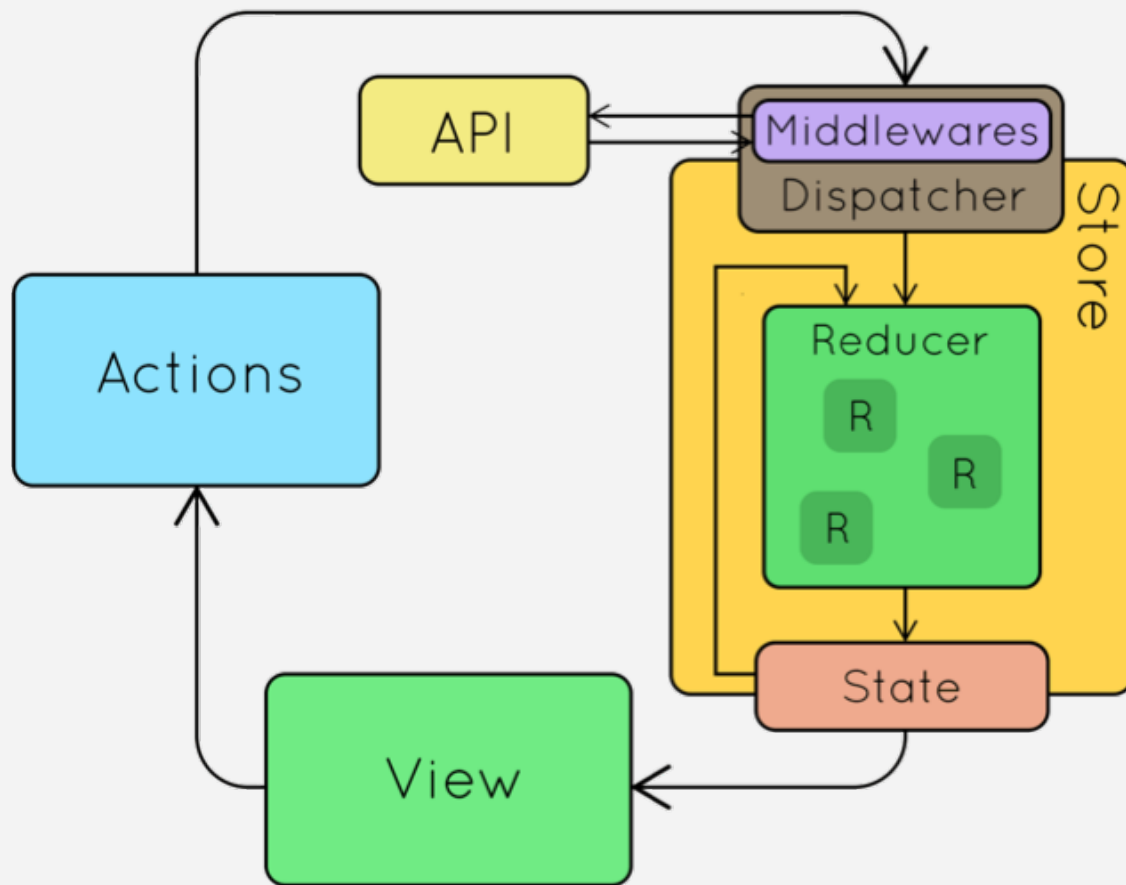 API
Middlewares
Dispatcher
Store
Actions
Reducer
R
R
R
State
View